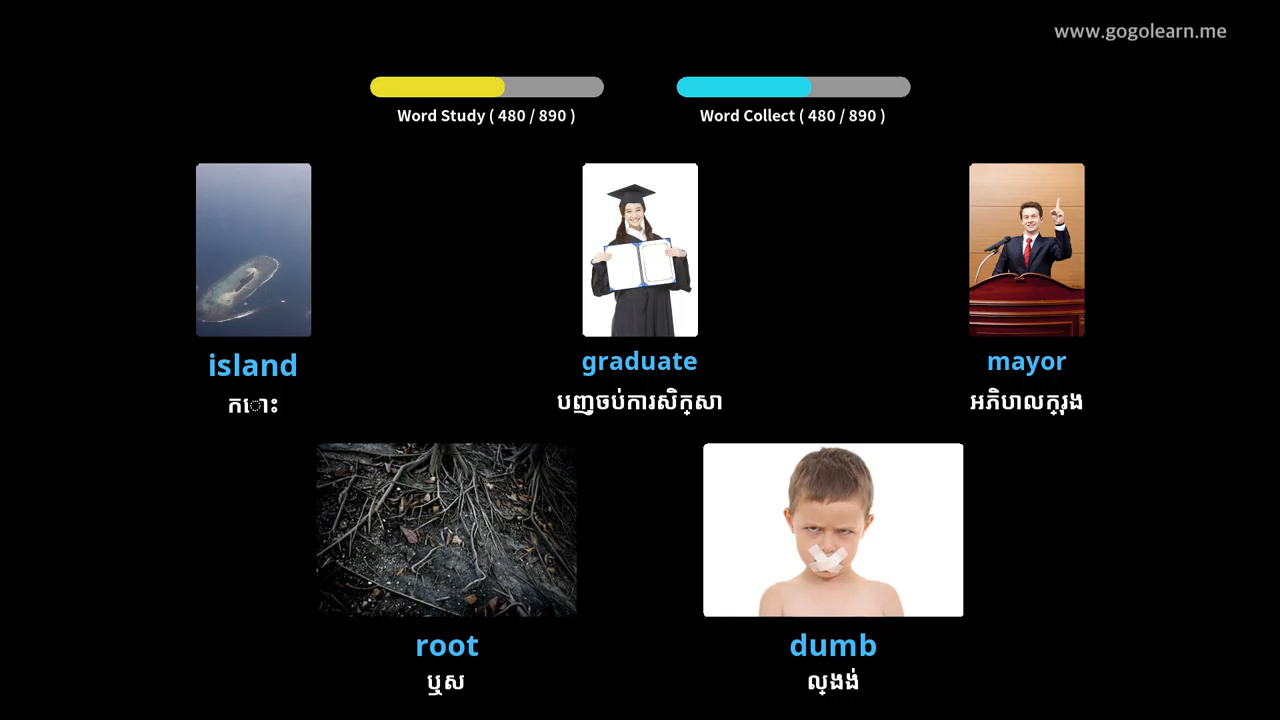 www.gogolearn.me
Word Study ( 480 / 890 )
Word Collect ( 480 / 890 )
island
graduate
mayor
កោះ
បញ្ចប់ការសិក្សា
អភិបាលក្រុង
root
dumb
ឬស
ល្ងង់